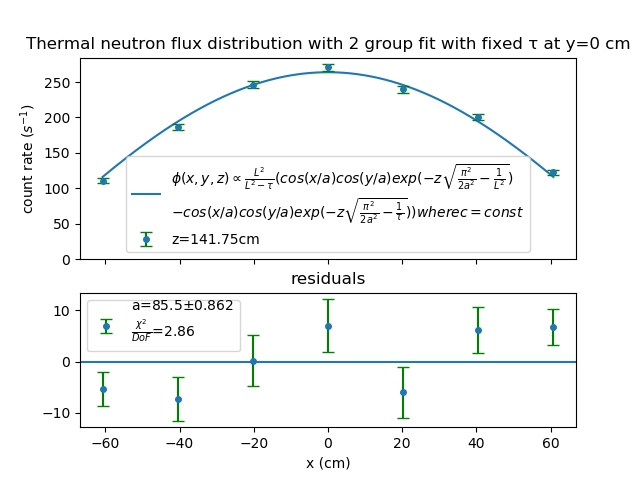 Thermal neutron flux distribution with 2 group fit with fixed τ at y=0 cm
count rate (s⁻¹)
250
200
150
100
50
0
ϕ(x, y, z) ∝ L²/(L²−τ) (cos(x/a)cos(y/a)exp(−z√(π²/2a² − 1/L²))
−cos(x/a)cos(y/a)exp(−z√(π²/2a² − 1/τ)))wherec = const
z=141.75cm
residuals
10
0
−10
a=85.5±0.862
χ²/DoF=2.86
−60 −40 −20 0 20 40 60
x (cm)